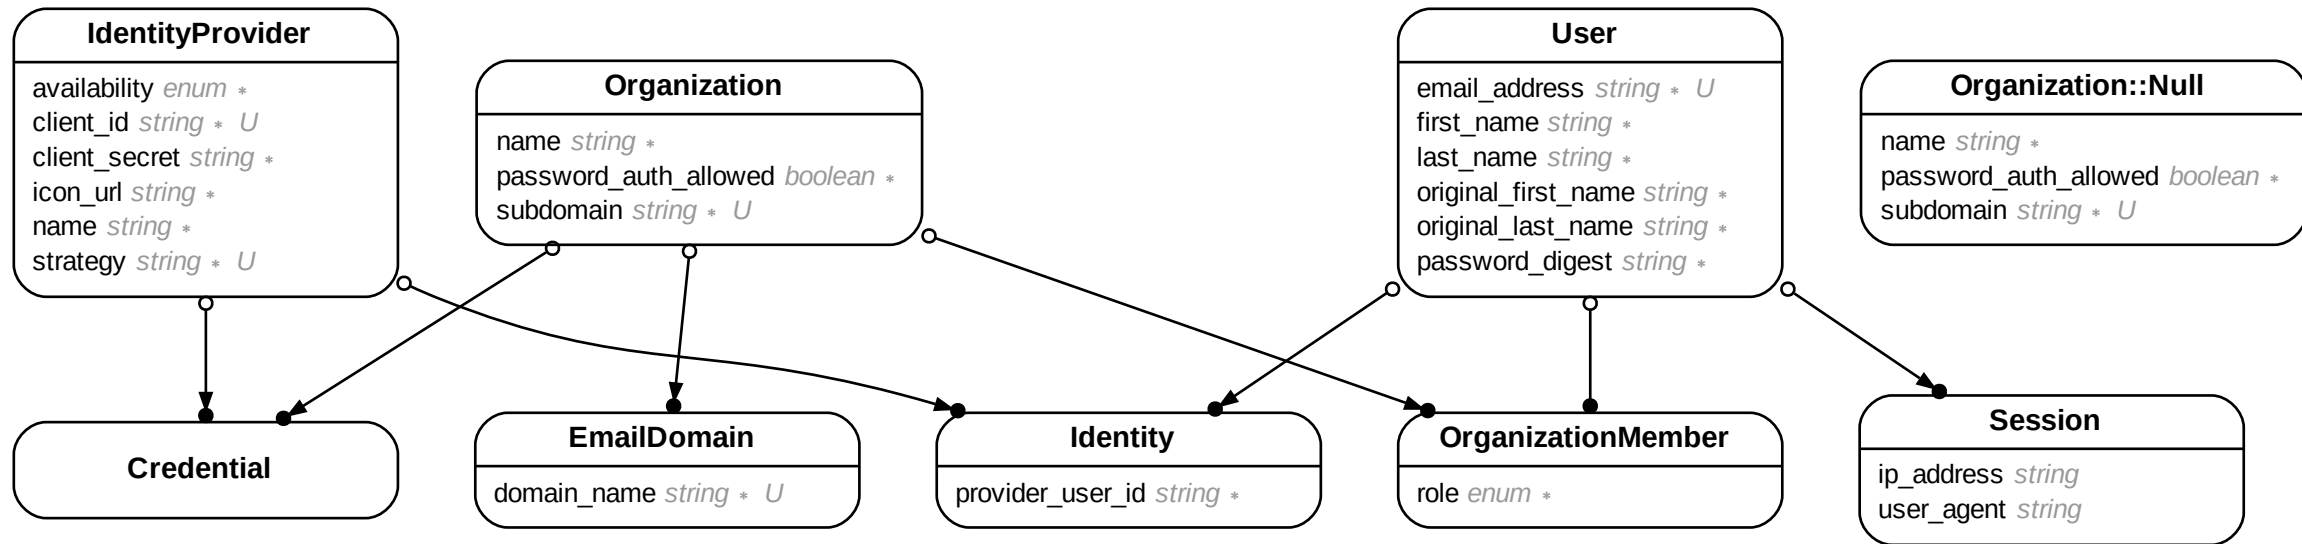 IdentityProvider
availability enum *
client_id string * U
client_secret string *
icon_url string *
name string *
strategy string * U
Organization
name string *
password_auth_allowed boolean *
subdomain string * U
User
email_address string * U
first_name string *
last_name string *
original_first_name string *
original_last_name string *
password_digest string *
Organization::Null
name string *
password_auth_allowed boolean *
subdomain string * U
Credential
EmailDomain
domain_name string * U
Identity
provider_user_id string *
OrganizationMember
role enum *
Session
ip_address string
user_agent string